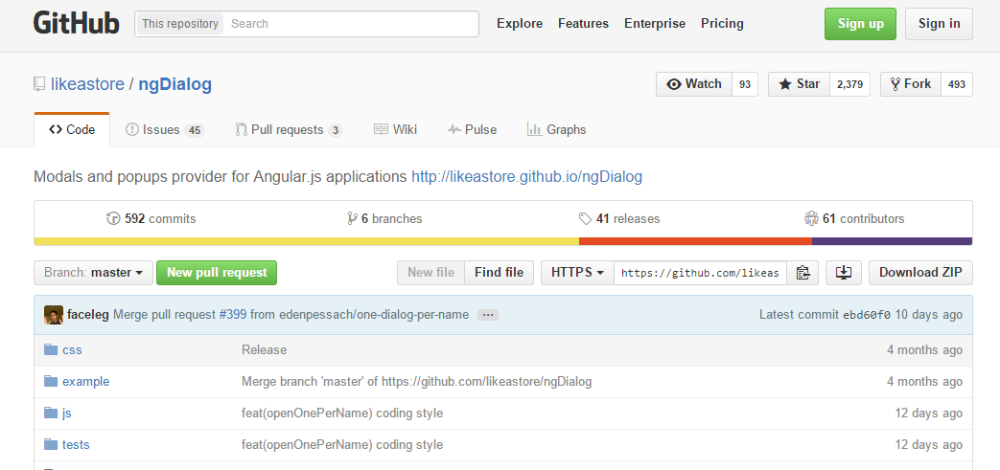 GitHub This repository Search Explore Features Enterprise Pricing Sign up Sign in
likeastore / ngDialog Watch 93 Star 2,379 Fork 493
Code Issues 45 Pull requests 3 Wiki Pulse Graphs
Modals and popups provider for Angular.js applications http://likeastore.github.io/ngDialog
592 commits 6 branches 41 releases 61 contributors
Branch: master New pull request New file Find file HTTPS https://github.com/likeas Download ZIP
faceleg Merge pull request #399 from edenpessach/one-dialog-per-name ... Latest commit ebd60f0 10 days ago
css Release 4 months ago
example Merge branch 'master' of https://github.com/likeastore/ngDialog 4 months ago
js feat(openOnePerName) coding style 12 days ago
tests feat(openOnePerName) coding style 12 days ago